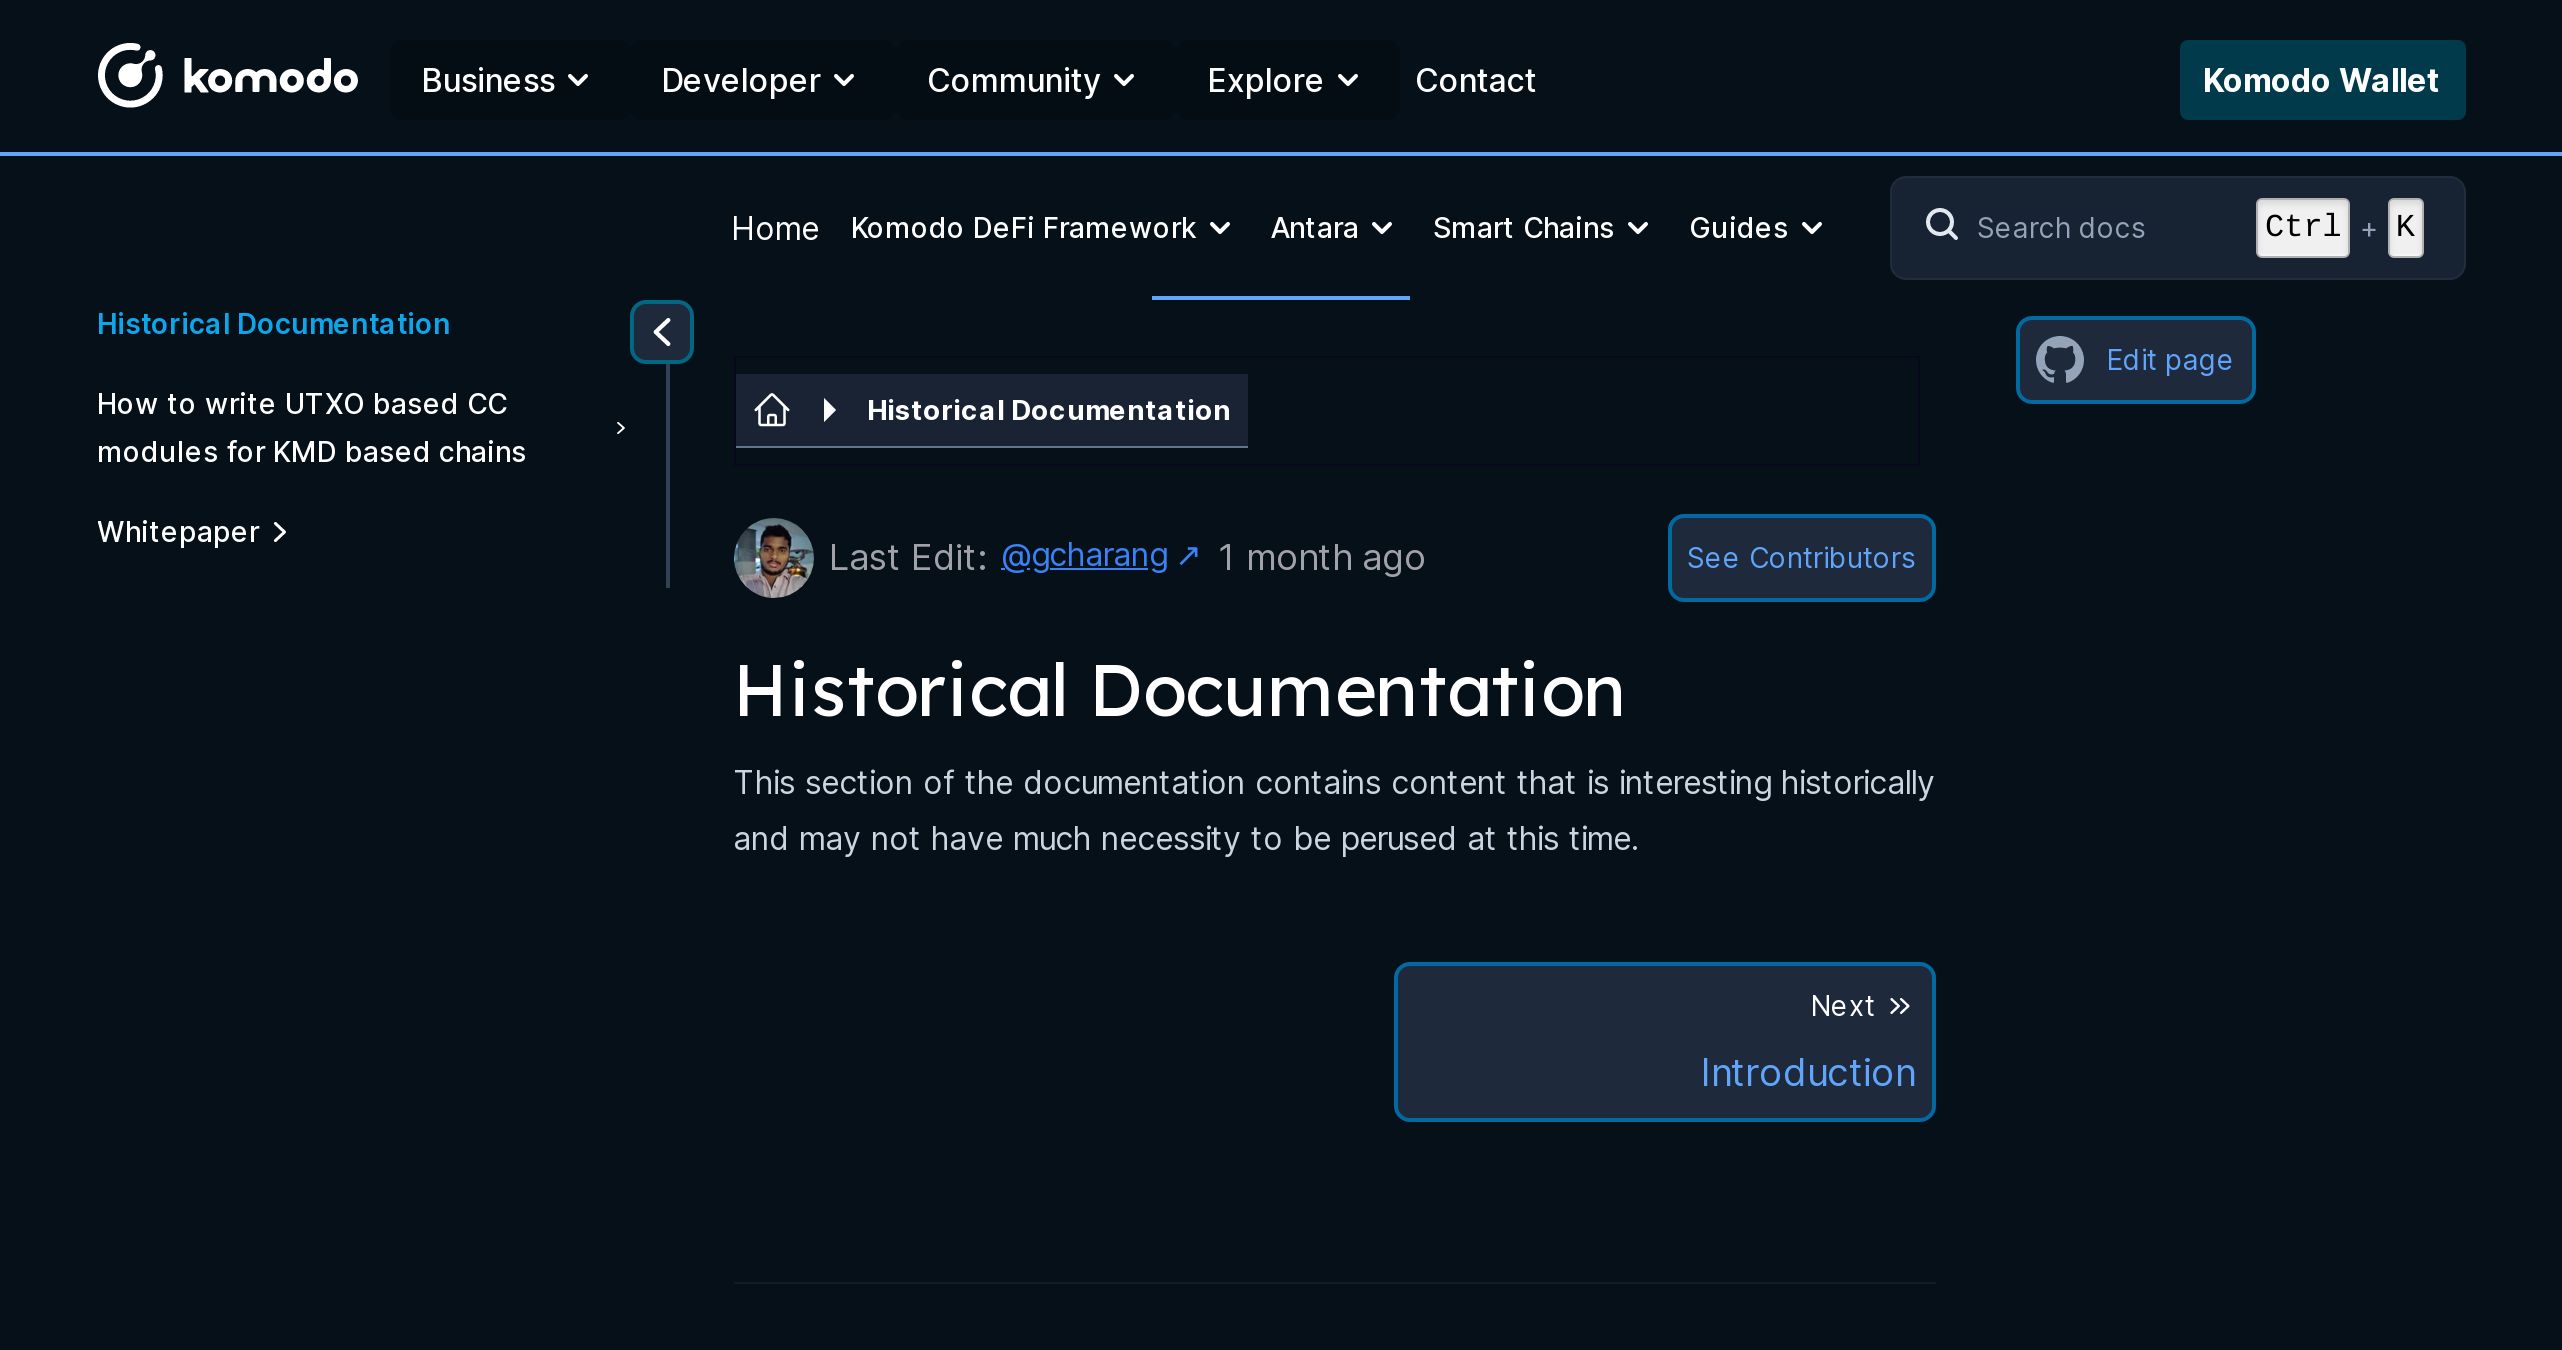 komodo
Business
Developer
Community
Explore
Contact
Komodo Wallet
Home
Komodo DeFi Framework
Antara
Smart Chains
Guides
Search docs
Ctrl + K
Historical Documentation
How to write UTXO based CC
modules for KMD based chains
Whitepaper
Historical Documentation
Edit page
Last Edit: @gcharang ↗ 1 month ago
See Contributors
Historical Documentation
This section of the documentation contains content that is interesting historically
and may not have much necessity to be perused at this time.
Next
Introduction